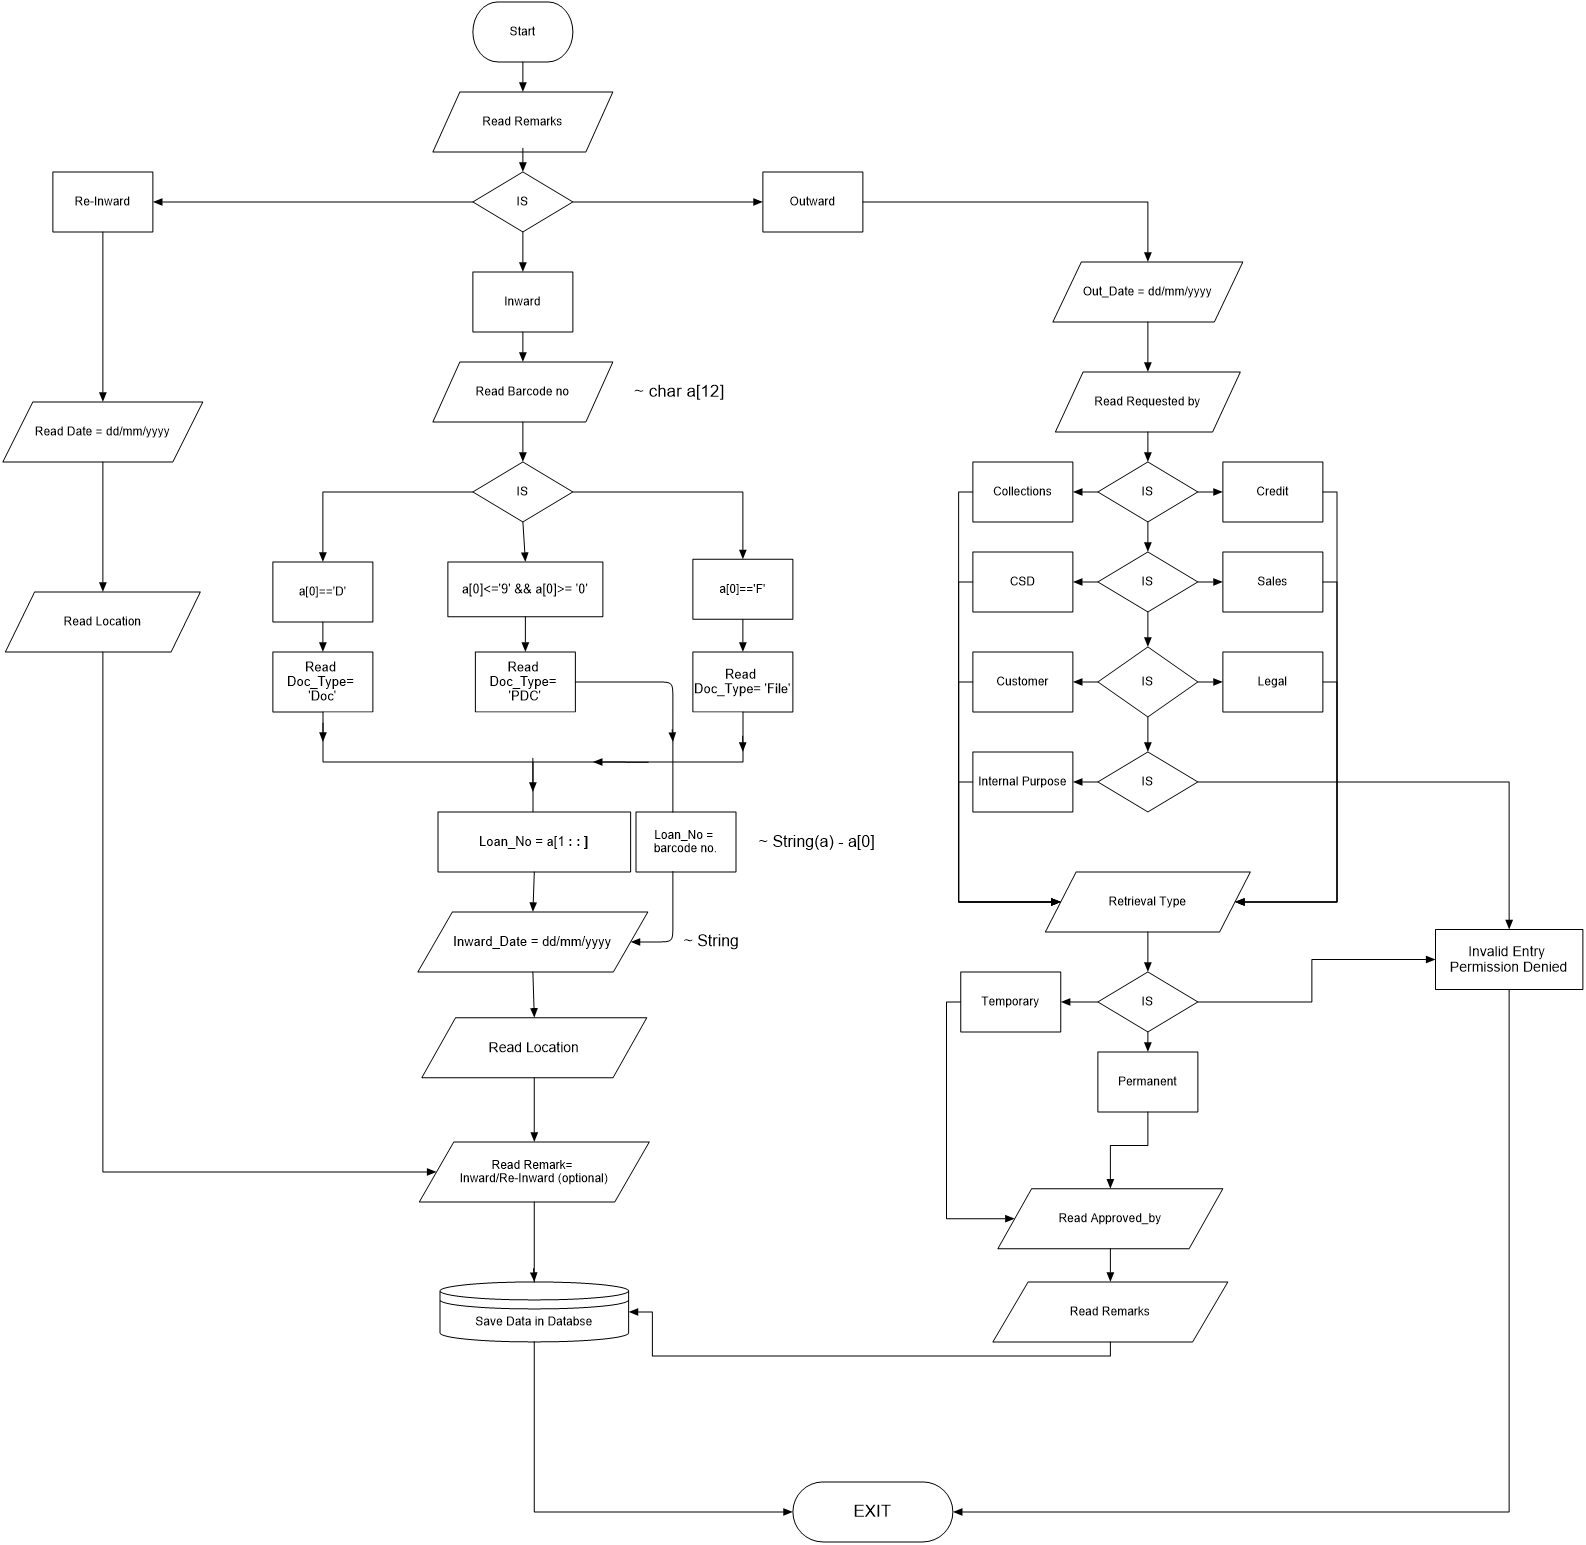 Start
Read Remarks
Re-Inward
IS
Outward
Inward
Out_Date = dd/mm/yyyy
Read Barcode no
~ char a[12]
Read Requested by
Read Date = dd/mm/yyyy
IS
Collections
IS
Credit
a[0]=='D'
a[0]<='9' && a[0]>= '0'
a[0]=='F'
CSD
IS
Sales
Read Location
Read
Doc_Type=
'Doc'
Read
Doc_Type=
'PDC'
Read
Doc_Type= 'File'
Customer
IS
Legal
Internal Purpose
IS
Loan_No = a[1 : : ]
Loan_No =
barcode no.
~ String(a) - a[0]
Retrieval Type
Inward_Date = dd/mm/yyyy
~ String
Invalid Entry
Permission Denied
Temporary
IS
Read Location
Permanent
Read Remark=
Inward/Re-Inward (optional)
Read Approved_by
Read Remarks
Save Data in Databse
EXIT